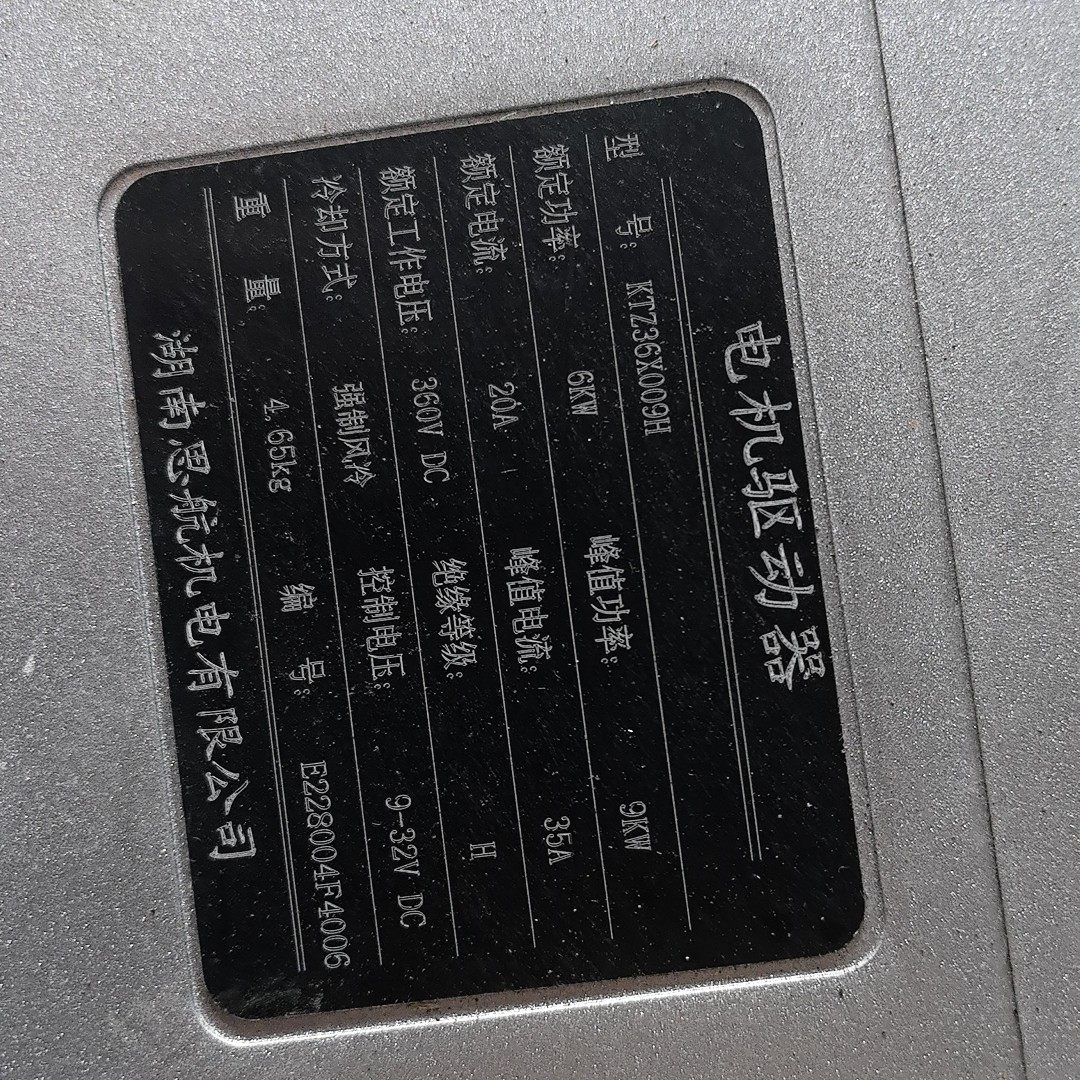 电机驱动器
型 号: KTZ36X009H
额定功率: 6KW 峰值功率: 9KW
额定电流: 20A 峰值电流: 35A
额定工作电压: 360V DC 绝缘等级: H
冷却方式: 强制风冷 控制电压: 9-32V DC
重 量: 4.65kg 编 号: E228004F4006
湖南思航机电有限公司